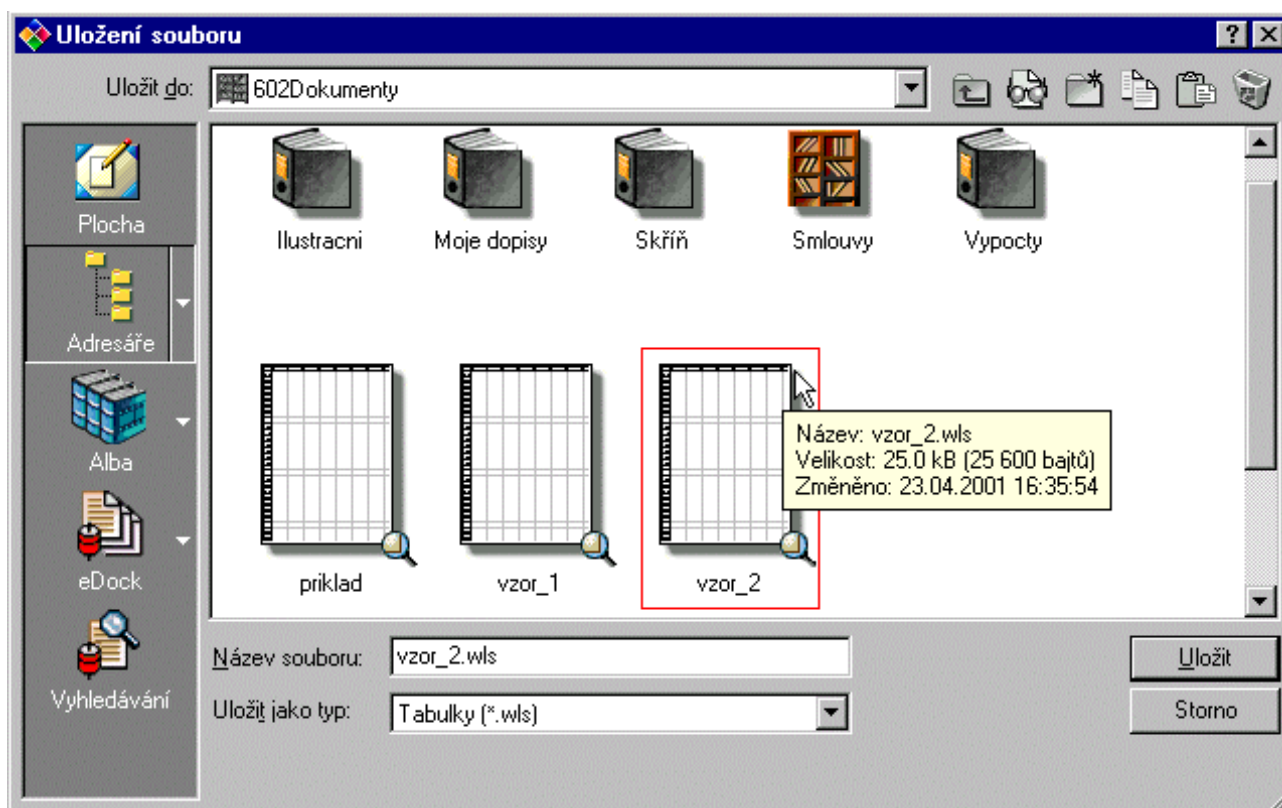 Uložení souboru
Uložit do:
602Dokumenty
Plocha
Adresáře
Alba
eDock
Vyhledávání
Ilustracni
Moje dopisy
Skříň
Smlouvy
Vypocty
priklad
vzor_1
vzor_2
Název: vzor_2.wls
Velikost: 25.0 kB (25 600 bajtů)
Změněno: 23.04.2001 16:35:54
Název souboru:
vzor_2.wls
Uložit
Uložit jako typ:
Tabulky (*.wls)
Storno